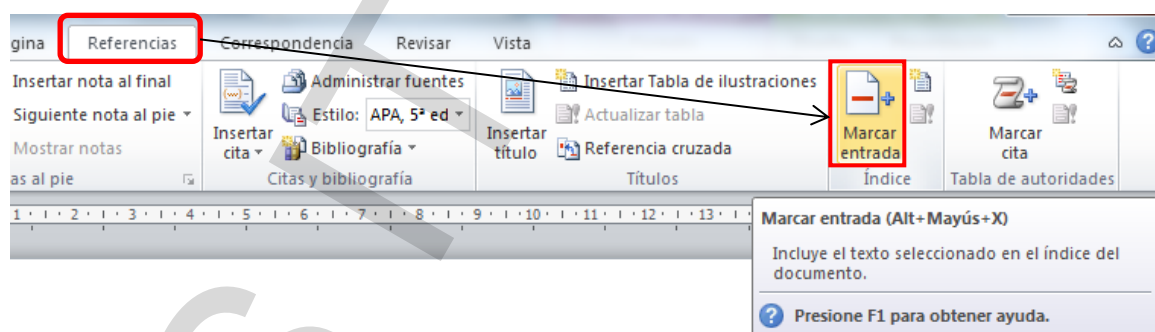 gina Referencias Correspondencia Revisar Vista
Insertar nota al final
Siguiente nota al pie
Mostrar notas
as al pie
Insertar
cita
Administrar fuentes
Estilo: APA, 5ª ed
Bibliografía
Citas y bibliografía
Insertar
título
Insertar Tabla de ilustraciones
Actualizar tabla
Referencia cruzada
Títulos
Marcar
entrada
Índice
Marcar
cita
Tabla de autoridades
1 2 3 4 5 6 7 8 9 10 11 12 13
Marcar entrada (Alt+Mayús+X)
Incluye el texto seleccionado en el índice del
documento.
Presione F1 para obtener ayuda.